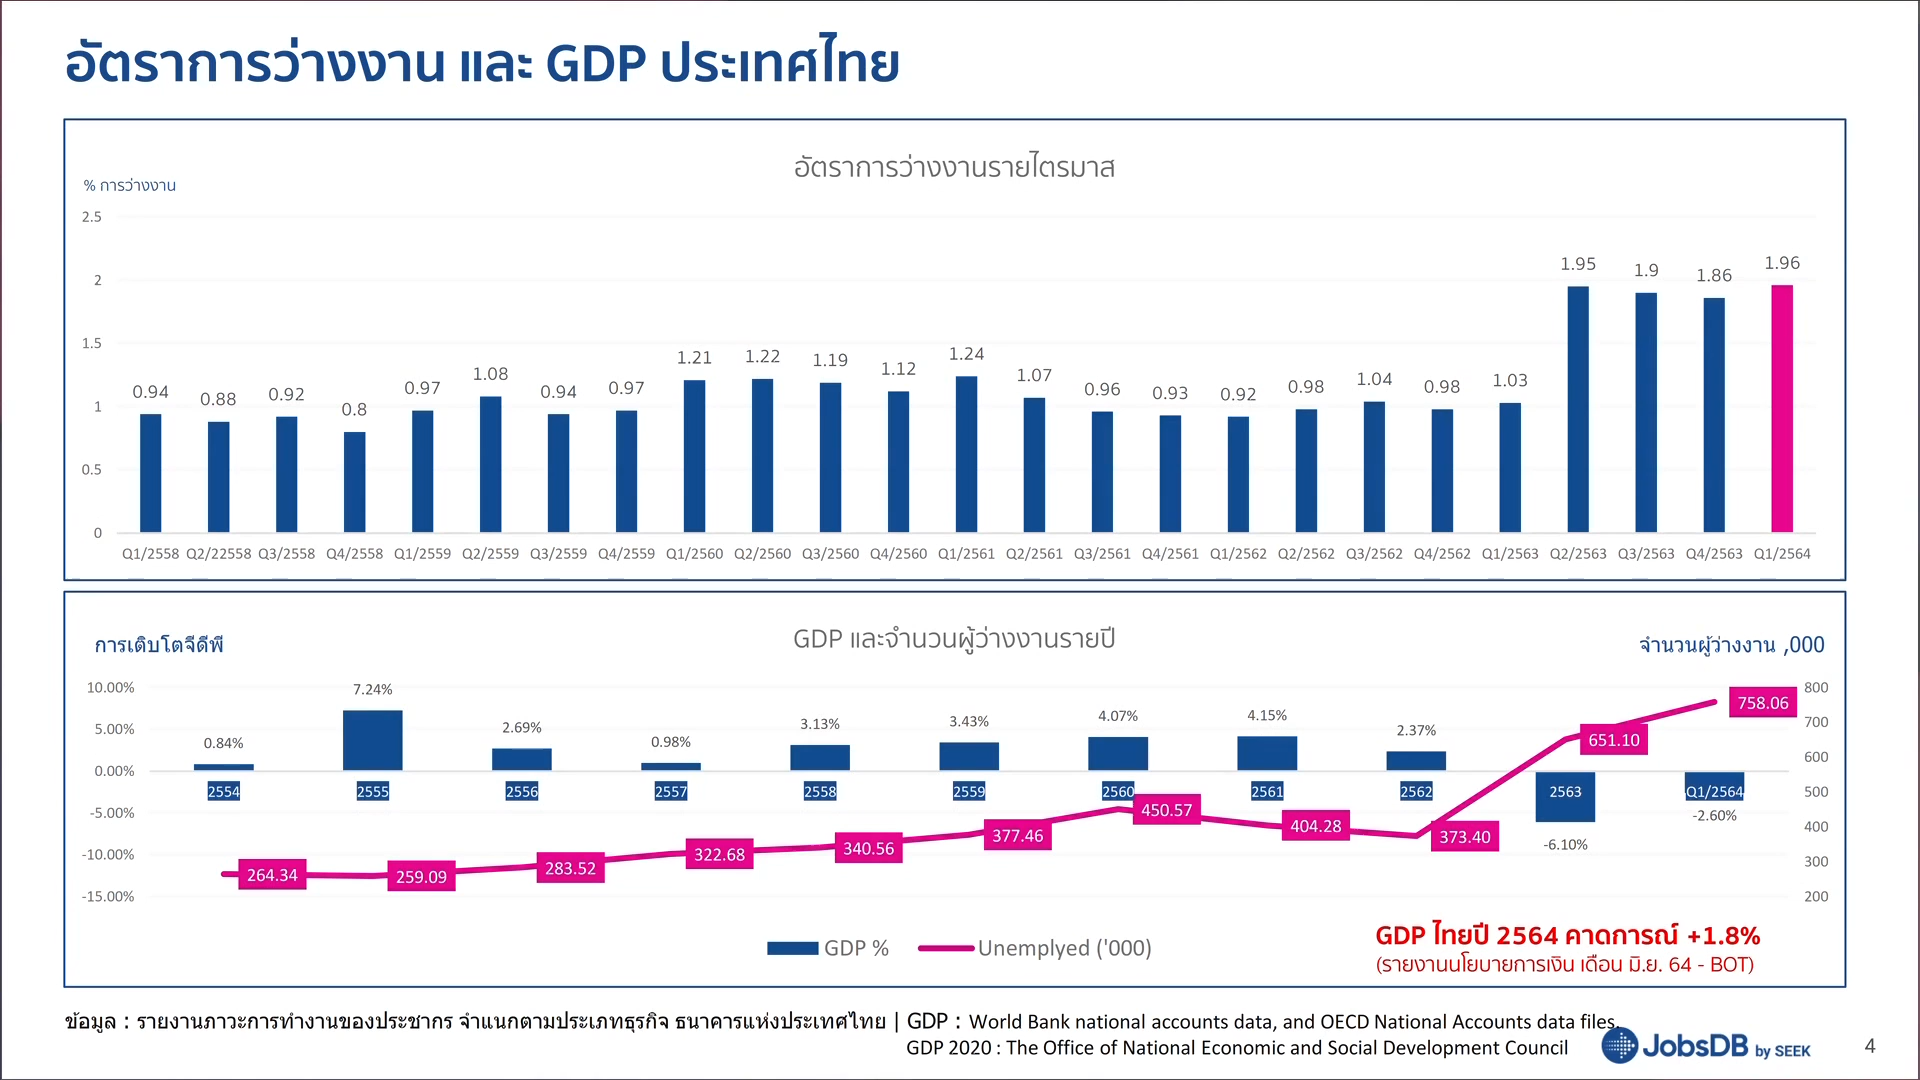 อัตราการว่างงาน และ GDP ประเทศไทย
อัตราการว่างงานรายไตรมาส
% การว่างงาน
2.5
2
1.5
1
0.5
0
0.94 0.88 0.92 0.8 0.97 1.08 0.94 0.97 1.21 1.22 1.19 1.12 1.24 1.07 0.96 0.93 0.92 0.98 1.04 0.98 1.03 1.95 1.9 1.86 1.96
Q1/2558 Q2/22558 Q3/2558 Q4/2558 Q1/2559 Q2/2559 Q3/2559 Q4/2559 Q1/2560 Q2/2560 Q3/2560 Q4/2560 Q1/2561 Q2/2561 Q3/2561 Q4/2561 Q1/2562 Q2/2562 Q3/2562 Q4/2562 Q1/2563 Q2/2563 Q3/2563 Q4/2563 Q1/2564
การเติบโตจีดีพี
GDP และจำนวนผู้ว่างงานรายปี
จำนวนผู้ว่างงาน ,000
10.00%
5.00%
0.00%
-5.00%
-10.00%
-15.00%
0.84% 7.24% 2.69% 0.98% 3.13% 3.43% 4.07% 4.15% 2.37% -6.10% -2.60%
2554 2555 2556 2557 2558 2559 2560 2561 2562 2563 Q1/2564
264.34 259.09 283.52 322.68 340.56 377.46 450.57 404.28 373.40 651.10 758.06
800
700
600
500
400
300
200
GDP % Unemplyed ('000)
GDP ไทยปี 2564 คาดการณ์ +1.8%
(รายงานนโยบายการเงิน เดือน มิ.ย. 64 - BOT)
ข้อมูล : รายงานภาวะการทำงานของประชากร จำแนกตามประเภทธุรกิจ ธนาคารแห่งประเทศไทย | GDP : World Bank national accounts data, and OECD National Accounts data files.
GDP 2020 : The Office of National Economic and Social Development Council
JobsDB by SEEK
4